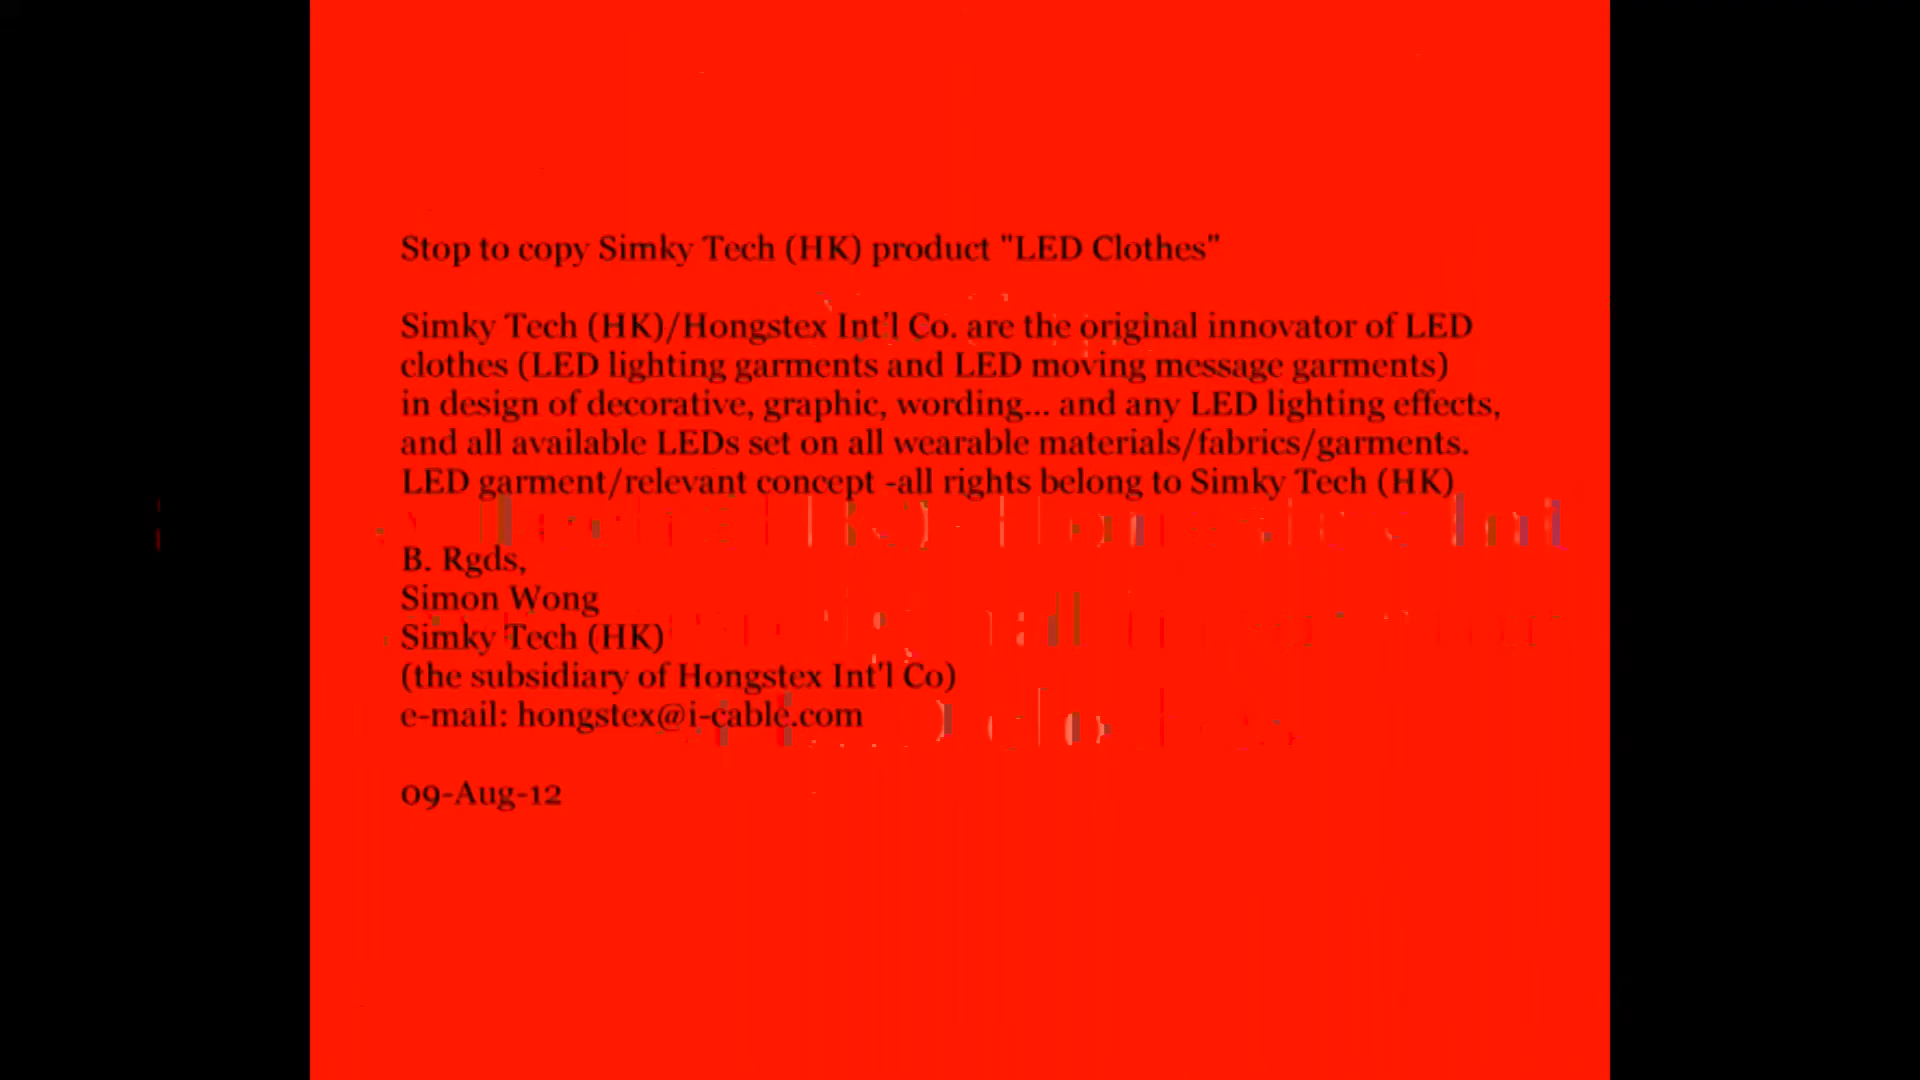 Stop to copy Simky Tech (HK) product "LED Clothes"
Simky Tech (HK)/Hongstex Int'l Co. are the original innovator of LED
clothes (LED lighting garments and LED moving message garments)
in design of decorative, graphic, wording... and any LED lighting effects,
and all available LEDs set on all wearable materials/fabrics/garments.
LED garment/relevant concept -all rights belong to Simky Tech (HK)
B. Rgds,
Simon Wong
Simky Tech (HK)
(the subsidiary of Hongstex Int'l Co)
e-mail: hongstex@i-cable.com
09-Aug-12